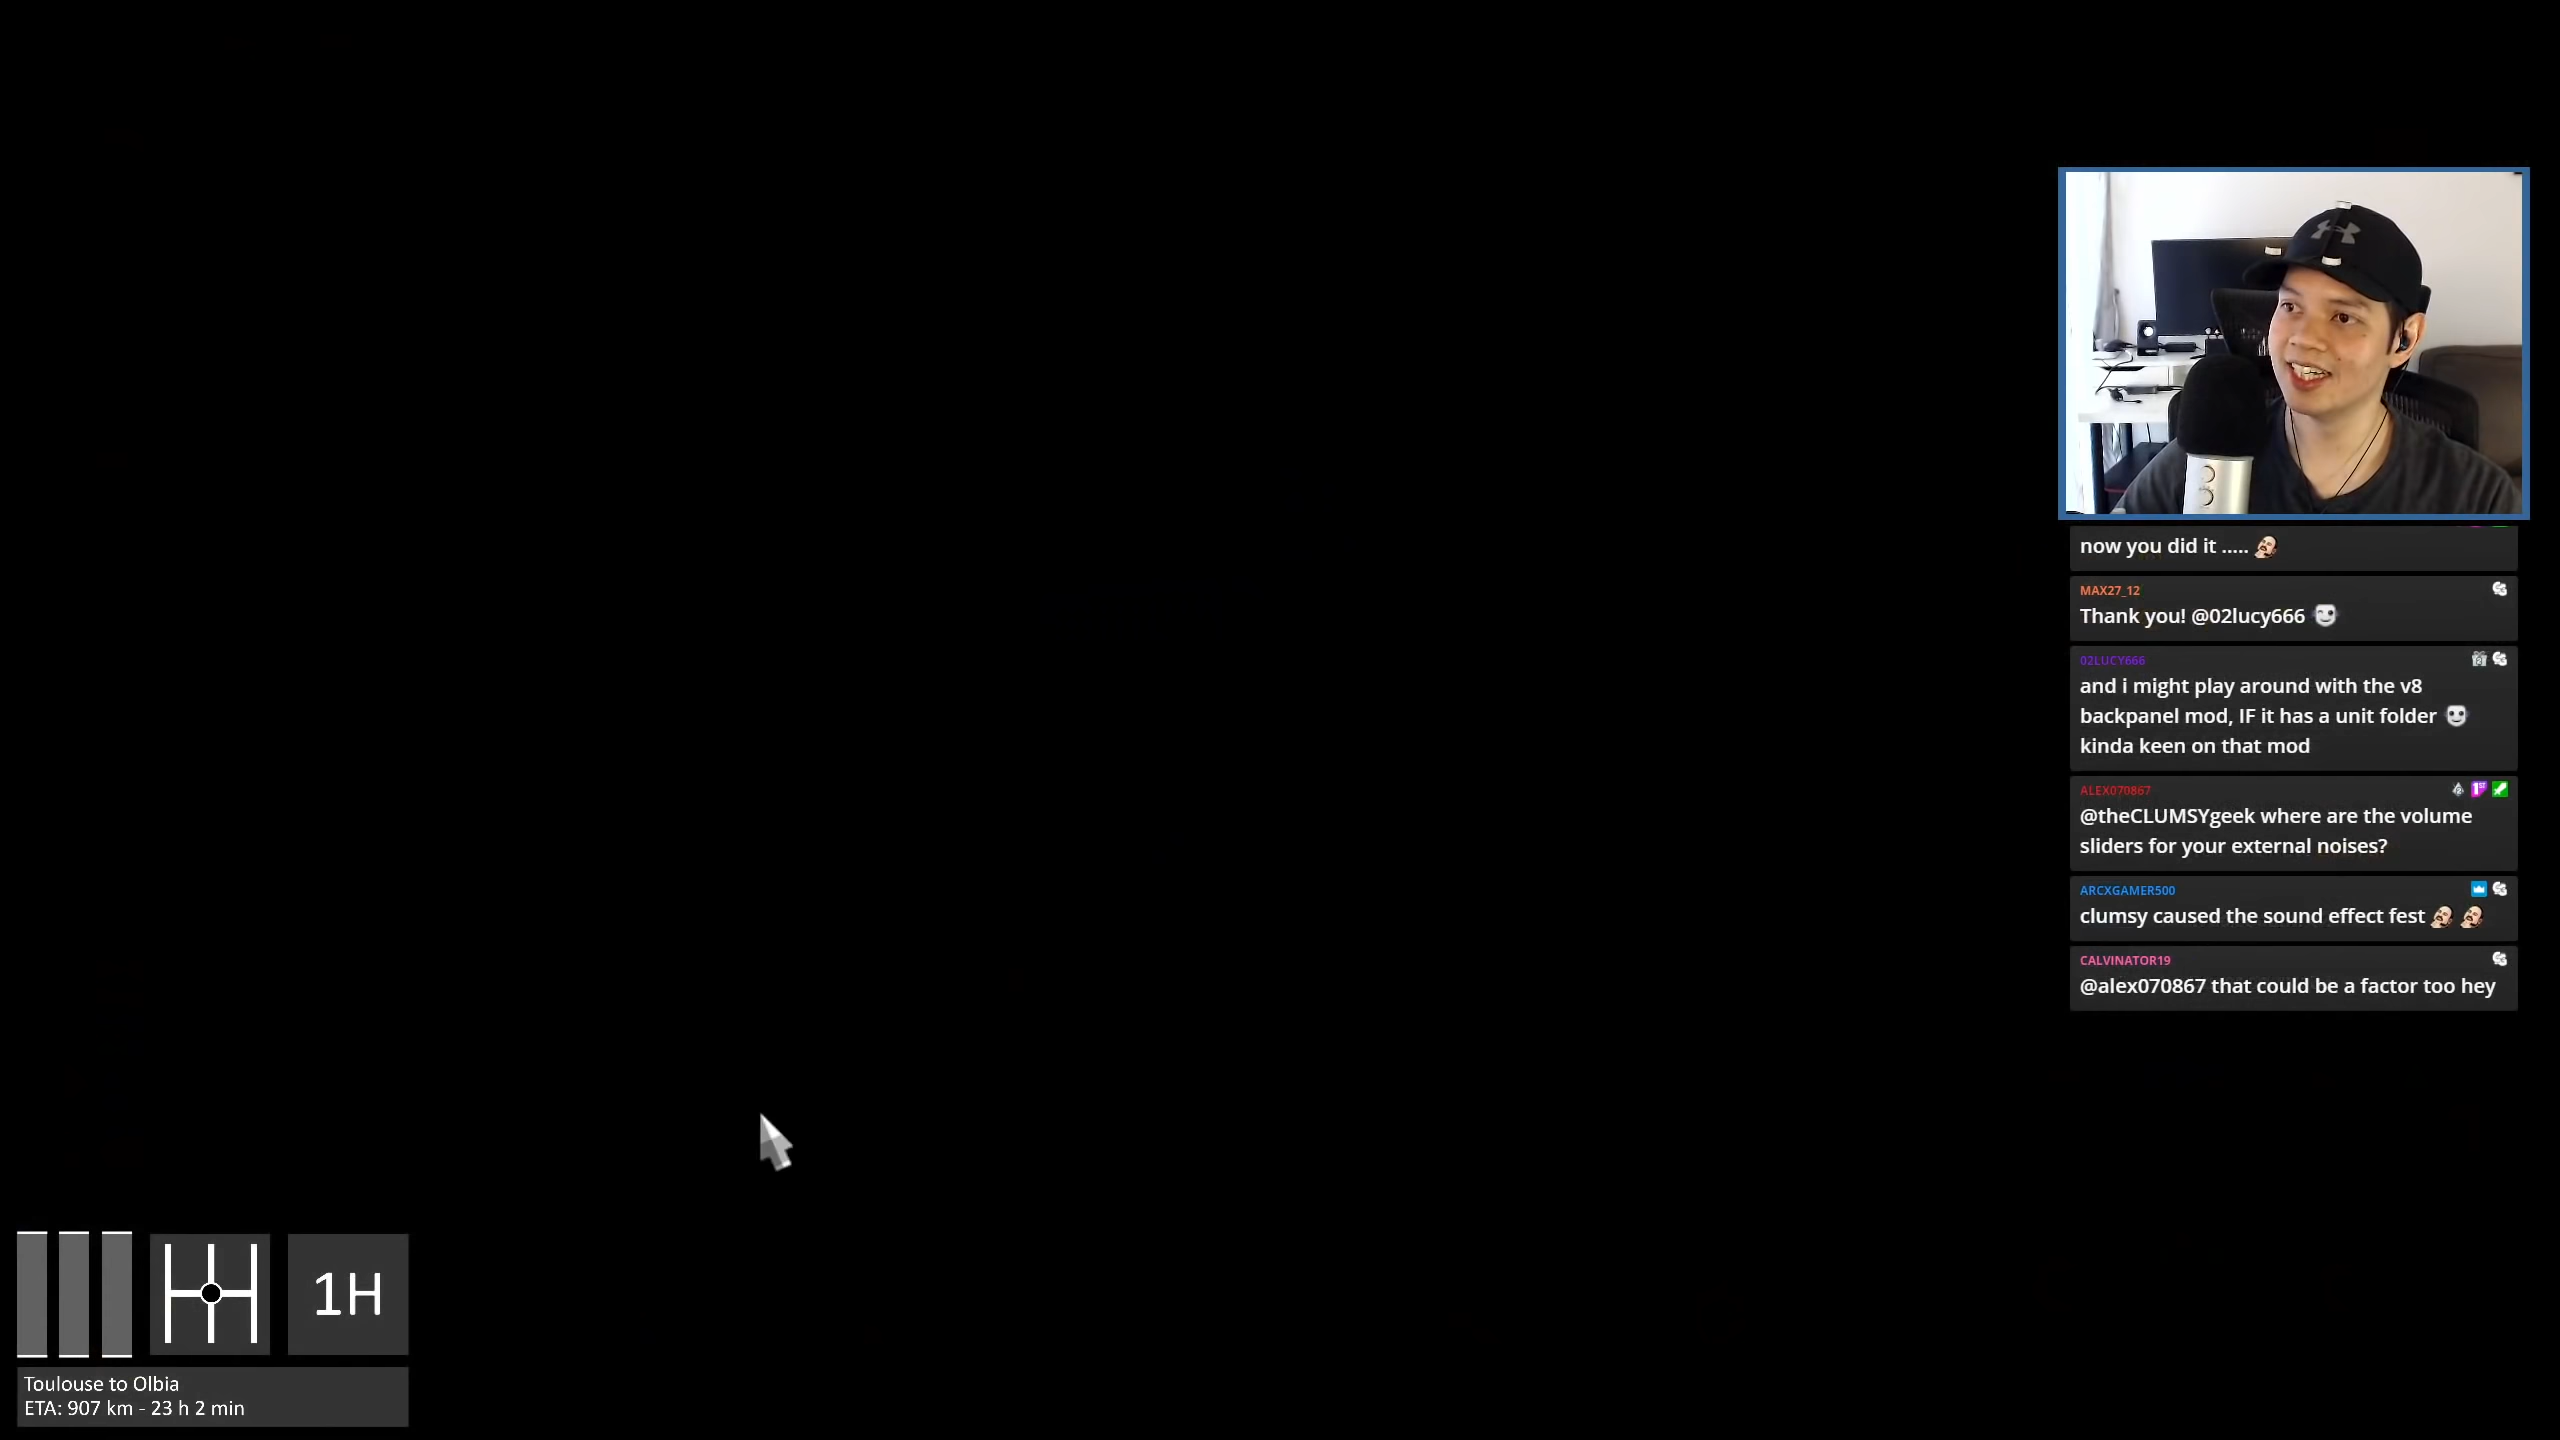 now you did it .....
MAX27_12
Thank you! @02lucy666
02LUCY666
and i might play around with the v8
backpanel mod, IF it has a unit folder
kinda keen on that mod
ALEX070867
@theCLUMSYgeek where are the volume
sliders for your external noises?
ARCXGAMER500
clumsy caused the sound effect fest
CALVINATOR19
@alex070867 that could be a factor too hey
1H
Toulouse to Olbia
ETA: 907 km - 23 h 2 min